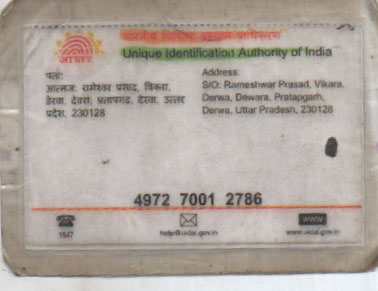 भारतीय विशिष्ट पहचान प्राधिकरण
Unique Identification Authority of India
आधार
पता:
आत्मज: रामेश्वर प्रसाद, विकरा,
डेरवा, देवरा, प्रतापगढ़, डेरवा, उत्तर
प्रदेश, 230128
Address:
S/O: Rameshwar Prasad, Vikara,
Derwa, Dewara, Pratapgarh,
Derwa, Uttar Pradesh, 230128
4972 7001 2786
1947
help@uidai.gov.in
WWW
www.uidai.gov.in